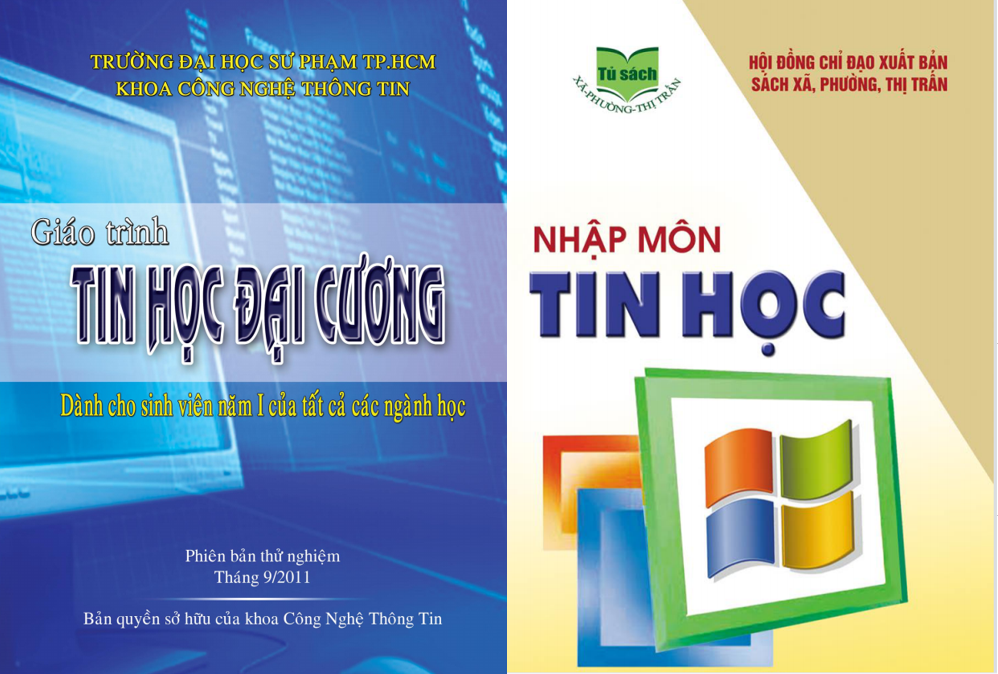 TRƯỜNG ĐẠI HỌC SƯ PHẠM TP.HCM
KHOA CÔNG NGHỆ THÔNG TIN
Giáo trình
TIN HỌC ĐẠI CƯƠNG
Dành cho sinh viên năm I của tất cả các ngành học
Phiên bản thử nghiệm
Tháng 9/2011
Bản quyền sở hữu của khoa Công Nghệ Thông Tin
Tủ sách
XÃ-PHƯỜNG-THỊ TRẤN
HỘI ĐỒNG CHỈ ĐẠO XUẤT BẢN
SÁCH XÃ, PHƯỜNG, THỊ TRẤN
NHẬP MÔN
TIN HỌC